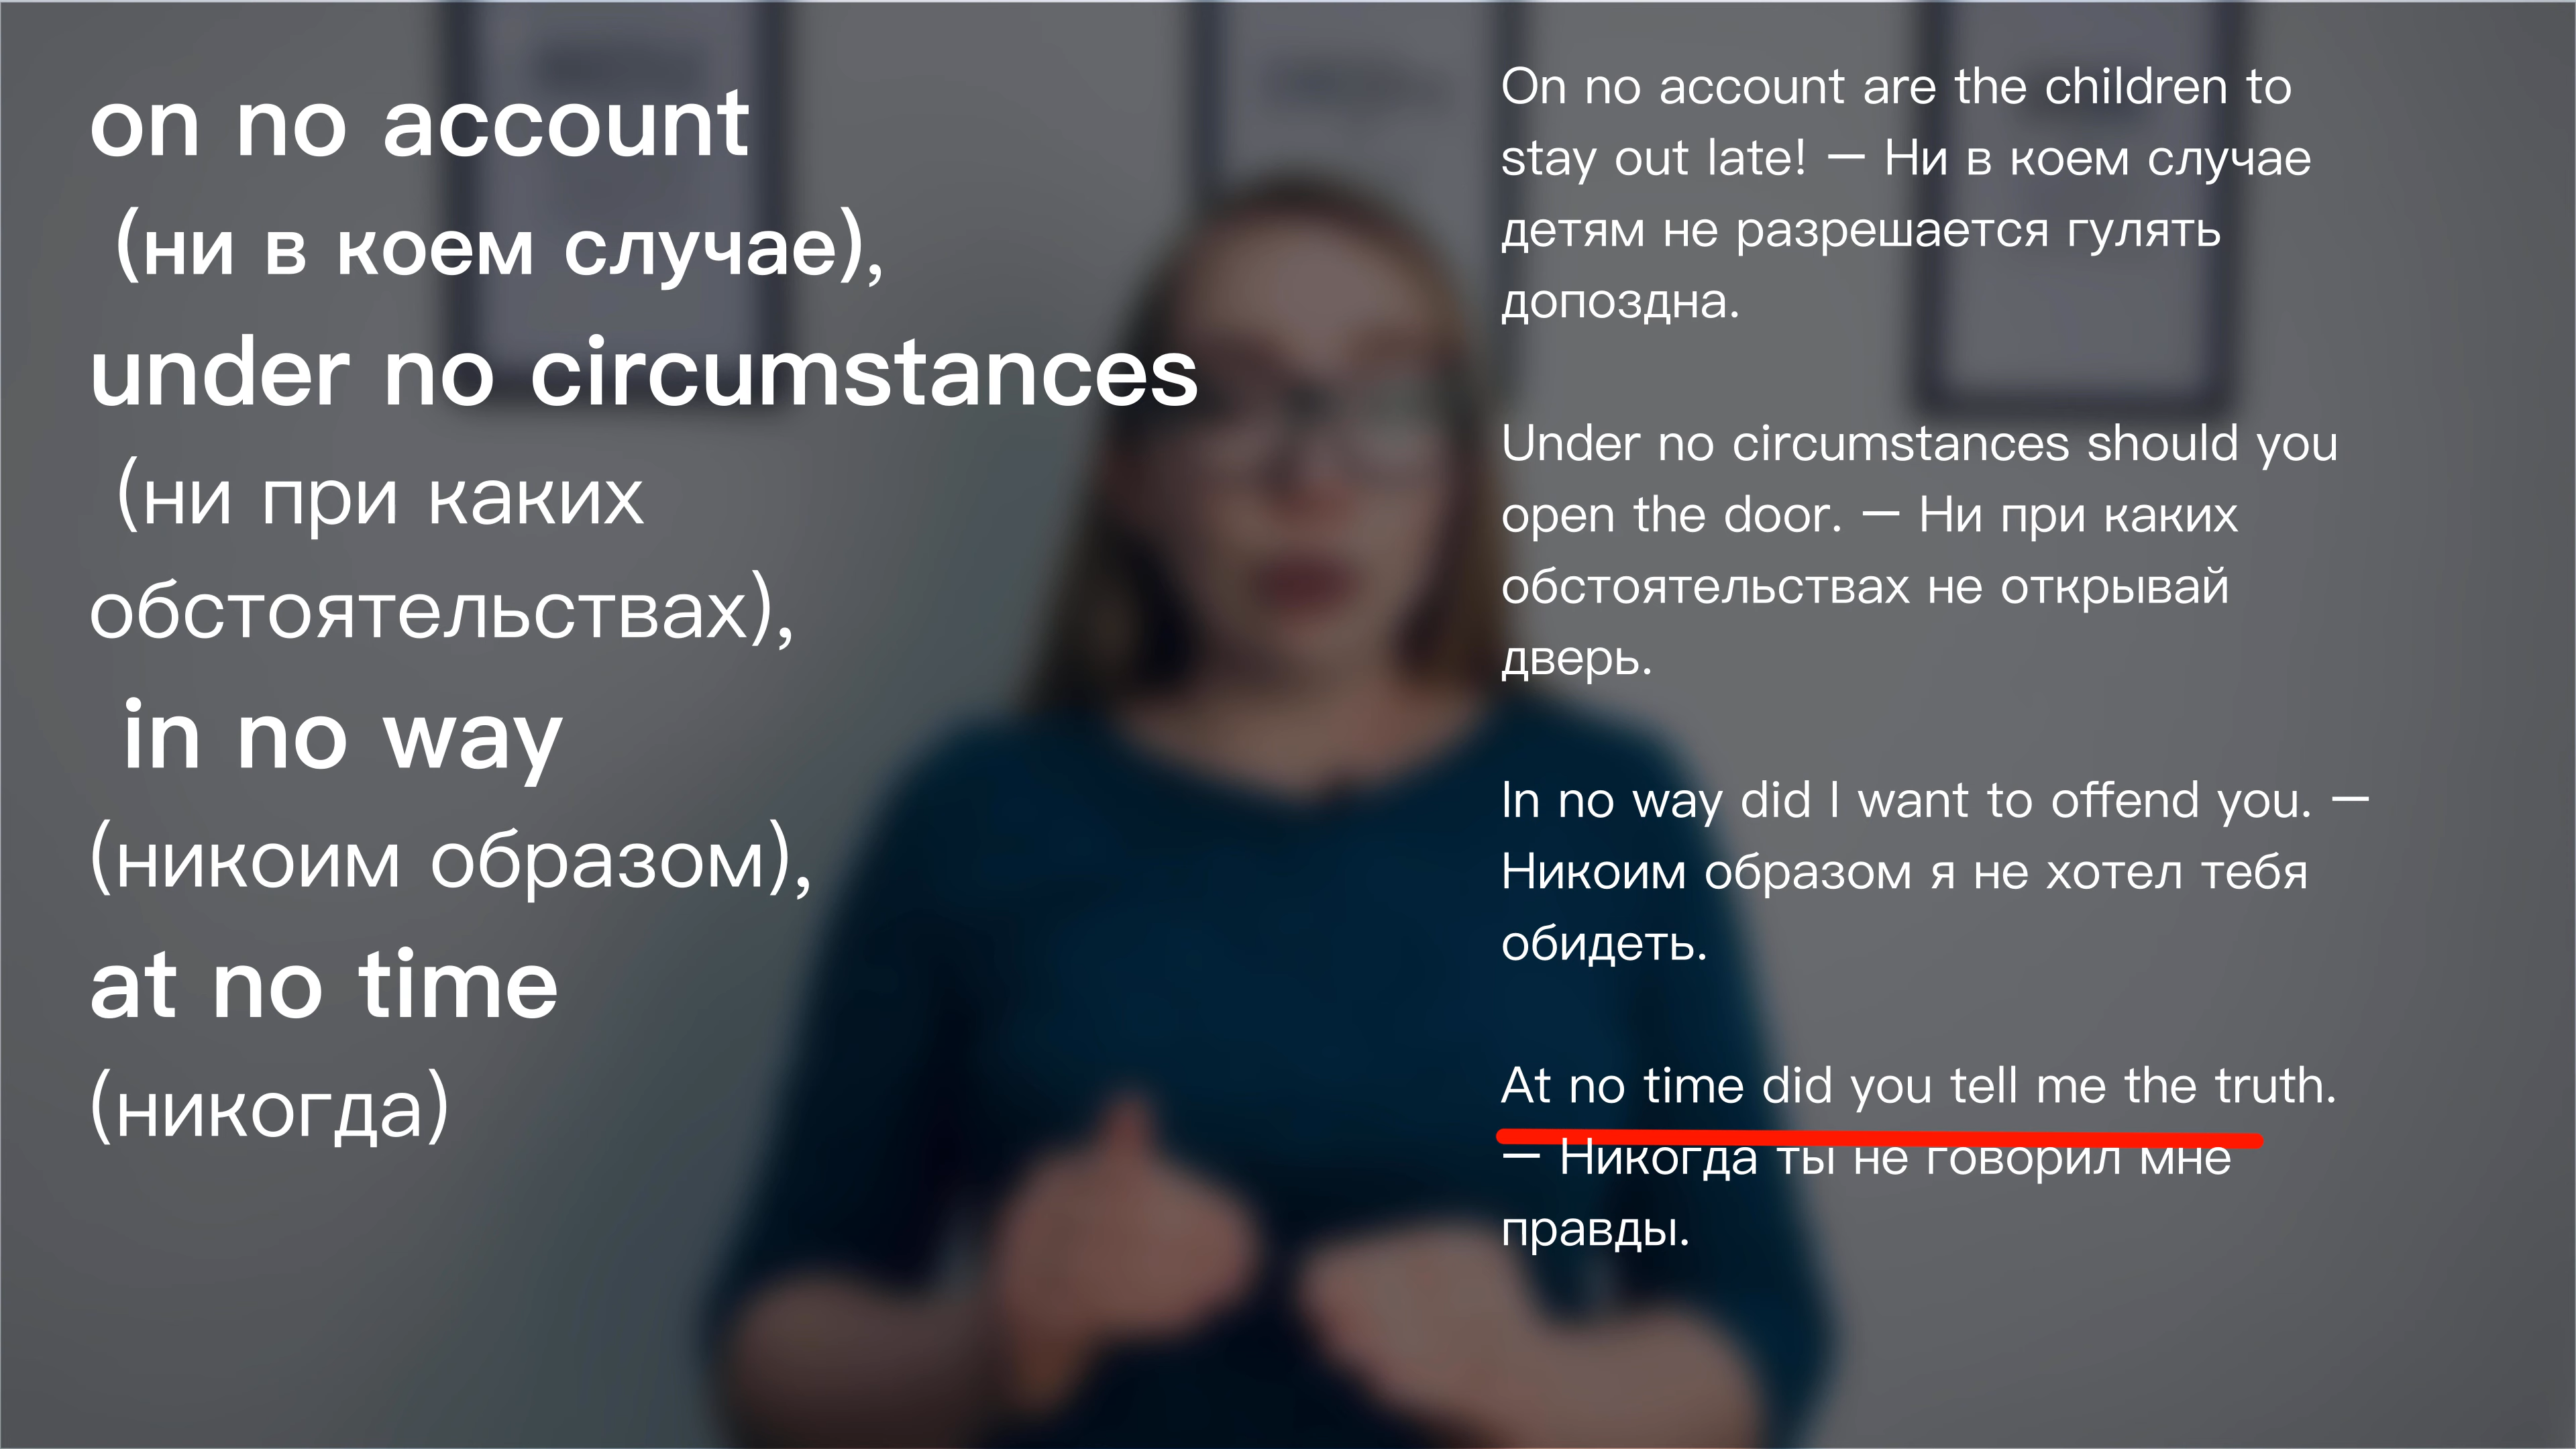 on no account
(ни в коем случае),
under no circumstances
(ни при каких
обстоятельствах),
in no way
(никоим образом),
at no time
(никогда)
On no account are the children to
stay out late! — Ни в коем случае
детям не разрешается гулять
допоздна.
Under no circumstances should you
open the door. — Ни при каких
обстоятельствах не открывай
дверь.
In no way did I want to offend you. —
Никоим образом я не хотел тебя
обидеть.
At no time did you tell me the truth.
— Никогда ты не говорил мне
правды.